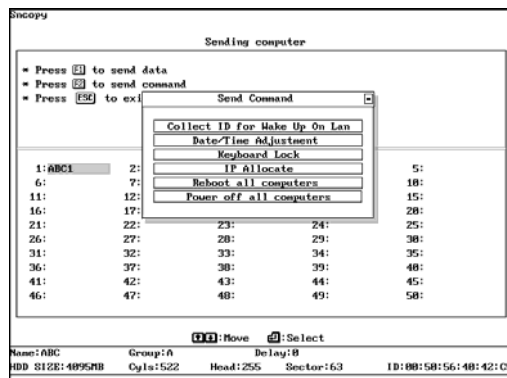 Sncopy
Sending computer
* Press F1 to send data
* Press F2 to send command
* Press ESC to exi
Send Command
Collect ID for Wake Up On Lan
Date/Time Adjustment
Keyboard Lock
IP Allocate
Reboot all computers
Power off all computers
1:ABC1 2: 5:
6: 7: 10:
11: 12: 15:
16: 17: 20:
21: 22: 23: 24: 25:
26: 27: 28: 29: 30:
31: 32: 33: 34: 35:
36: 37: 38: 39: 40:
41: 42: 43: 44: 45:
46: 47: 48: 49: 50:
:Move :Select
Name:ABC Group:A Delay:0
HDD SIZE:4095MB Cyls:522 Head:255 Sector:63 ID:00:50:56:40:42:C